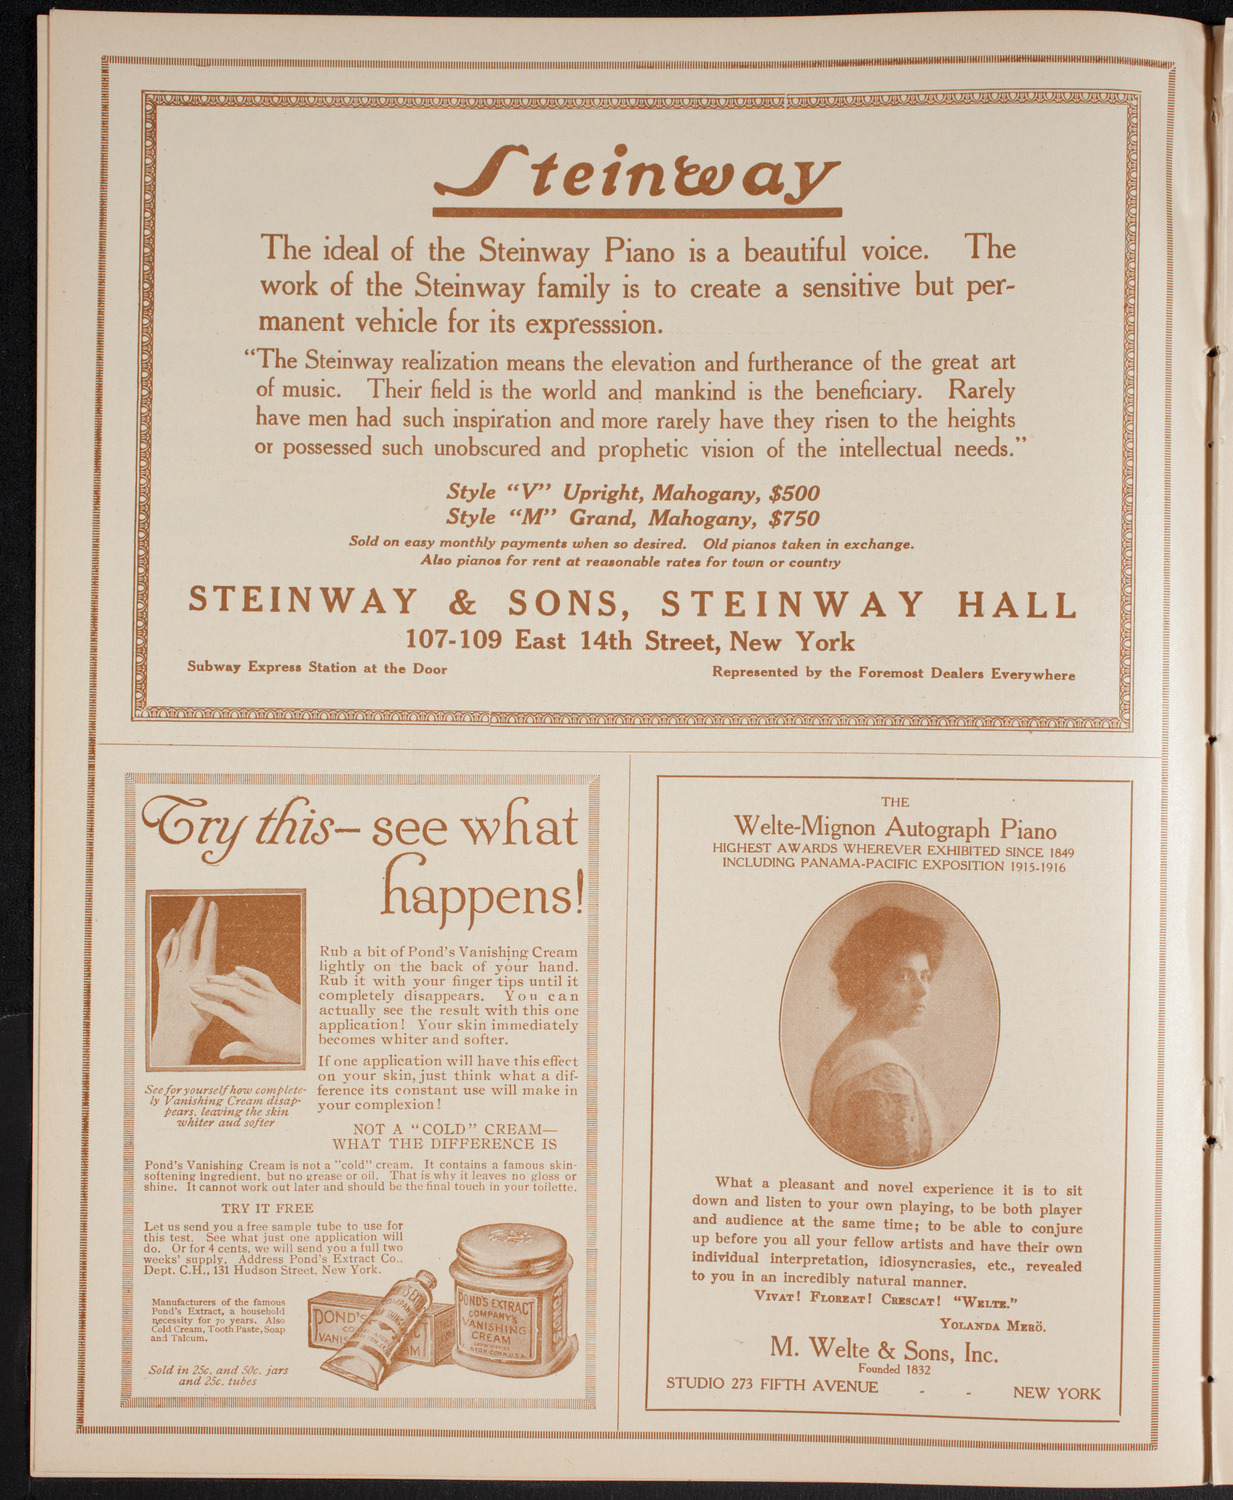 Steinway
The ideal of the Steinway Piano is a beautiful voice. The
work of the Steinway family is to create a sensitive but per-
manent vehicle for its expresssion.
“The Steinway realization means the elevation and furtherance of the great art
of music. Their field is the world and mankind is the beneficiary. Rarely
have men had such inspiration and more rarely have they risen to the heights
or possessed such unobscured and prophetic vision of the intellectual needs.”
Style “V” Upright, Mahogany, $500
Style “M” Grand, Mahogany, $750
Sold on easy monthly payments when so desired. Old pianos taken in exchange.
Also pianos for rent at reasonable rates for town or country
STEINWAY & SONS, STEINWAY HALL
107-109 East 14th Street, New York
Subway Express Station at the Door
Represented by the Foremost Dealers Everywhere
Try this— see what
happens!
Rub a bit of Pond's Vanishing Cream
lightly on the back of your hand.
Rub it with your finger tips until it
completely disappears. You can
actually see the result with this one
application! Your skin immediately
becomes whiter and softer.
If one application will have this effect
on your skin, just think what a dif-
ference its constant use will make in
your complexion!
See for yourself how complete-
ly Vanishing Cream disap-
pears, leaving the skin
whiter and softer
NOT A “COLD” CREAM—
WHAT THE DIFFERENCE IS
Pond's Vanishing Cream is not a "cold" cream. It contains a famous skin-
softening ingredient, but no grease or oil. That is why it leaves no gloss or
shine. It cannot work out later and should be the final touch in your toilette.
TRY IT FREE
Let us send you a free sample tube to use for
this test. See what just one application will
do. Or for 4 cents, we will send you a full two
weeks' supply. Address Pond's Extract Co.,
Dept. C.H., 131 Hudson Street, New York.
Manufacturers of the famous
Pond's Extract, a household
necessity for 70 years. Also
Cold Cream, Tooth Paste, Soap
and Talcum.
Sold in 25c. and 50c. jars
and 25c. tubes
POND'S
VANIS
POND'S EXTRACT
COMPANY'S
VANISHING
CREAM
THE
Welte-Mignon Autograph Piano
HIGHEST AWARDS WHEREVER EXHIBITED SINCE 1849
INCLUDING PANAMA-PACIFIC EXPOSITION 1915-1916
What a pleasant and novel experience it is to sit
down and listen to your own playing, to be both player
and audience at the same time; to be able to conjure
up before you all your fellow artists and have their own
individual interpretation, idiosyncrasies, etc., revealed
to you in an incredibly natural manner.
VIVAT! FLOREAT! CRESCAT! “WELTE.”
YOLANDA MERÖ.
M. Welte & Sons, Inc.
Founded 1832
STUDIO 273 FIFTH AVENUE - - NEW YORK